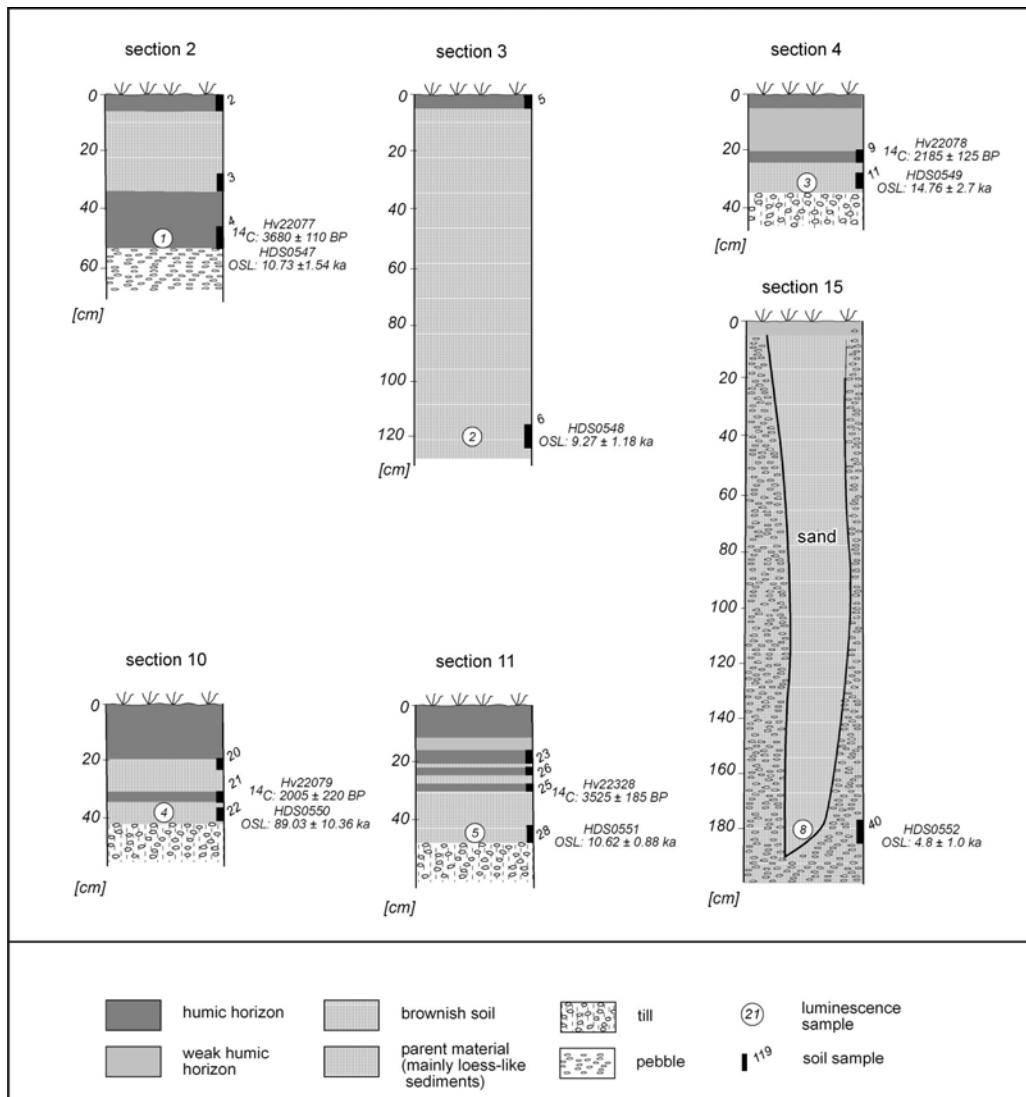 section 2
0
20
40
60
[cm]
2
3
4
1
Hv22077
14C: 3680 ± 110 BP
HDS0547
OSL: 10.73 ±1.54 ka
section 3
0
20
40
60
80
100
120
[cm]
5
6
2
HDS0548
OSL: 9.27 ± 1.18 ka
section 4
0
20
40
[cm]
9
11
3
Hv22078
14C: 2185 ± 125 BP
HDS0549
OSL: 14.76 ± 2.7 ka
section 15
0
20
40
60
80
100
120
140
160
180
[cm]
sand
8
40
HDS0552
OSL: 4.8 ± 1.0 ka
section 10
0
20
40
[cm]
20
21
22
4
Hv22079
14C: 2005 ± 220 BP
HDS0550
OSL: 89.03 ± 10.36 ka
section 11
0
20
40
[cm]
23
26
25
28
5
Hv22328
14C: 3525 ± 185 BP
HDS0551
OSL: 10.62 ± 0.88 ka
humic horizon
weak humic
horizon
brownish soil
parent material
(mainly loess-like
sediments)
till
pebble
21
luminescence
sample
119
soil sample